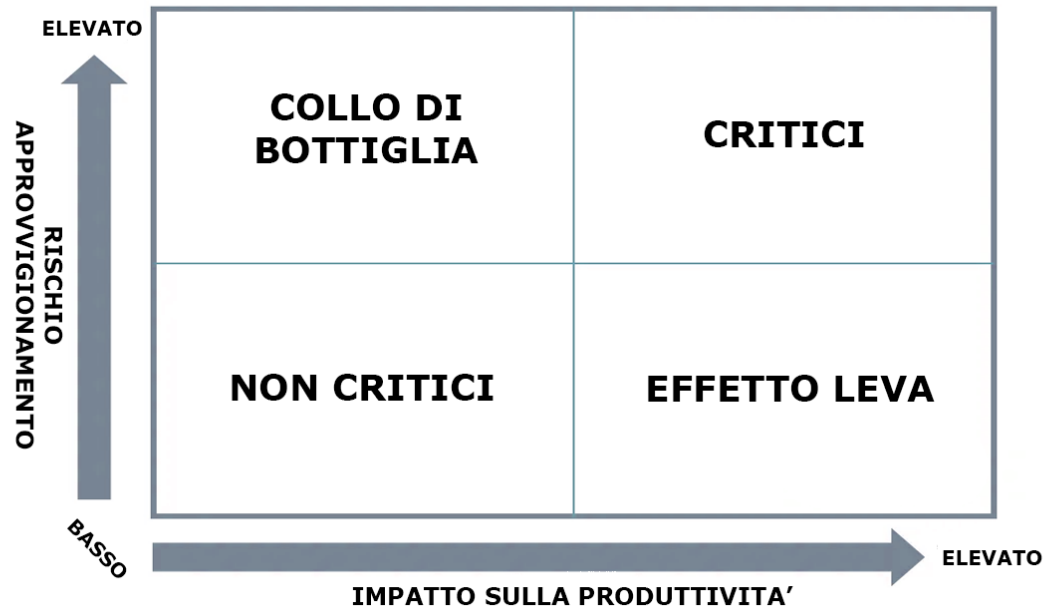 ELEVATO
COLLO DI
BOTTIGLIA
CRITICI
RISCHIO
APPROVVIGIONAMENTO
NON CRITICI
EFFETTO LEVA
BASSO
ELEVATO
IMPATTO SULLA PRODUTTIVITA’